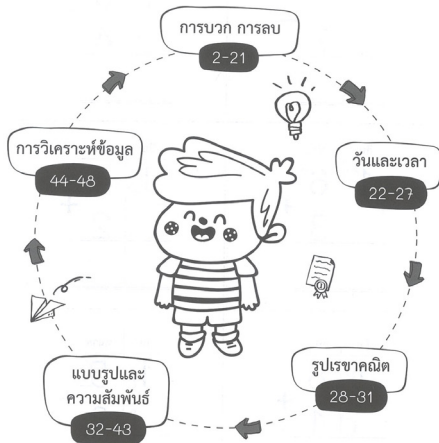 การบวก การลบ
2-21
วันและเวลา
22-27
รูปเรขาคณิต
28-31
แบบรูปและ
ความสัมพันธ์
32-43
การวิเคราะห์ข้อมูล
44-48